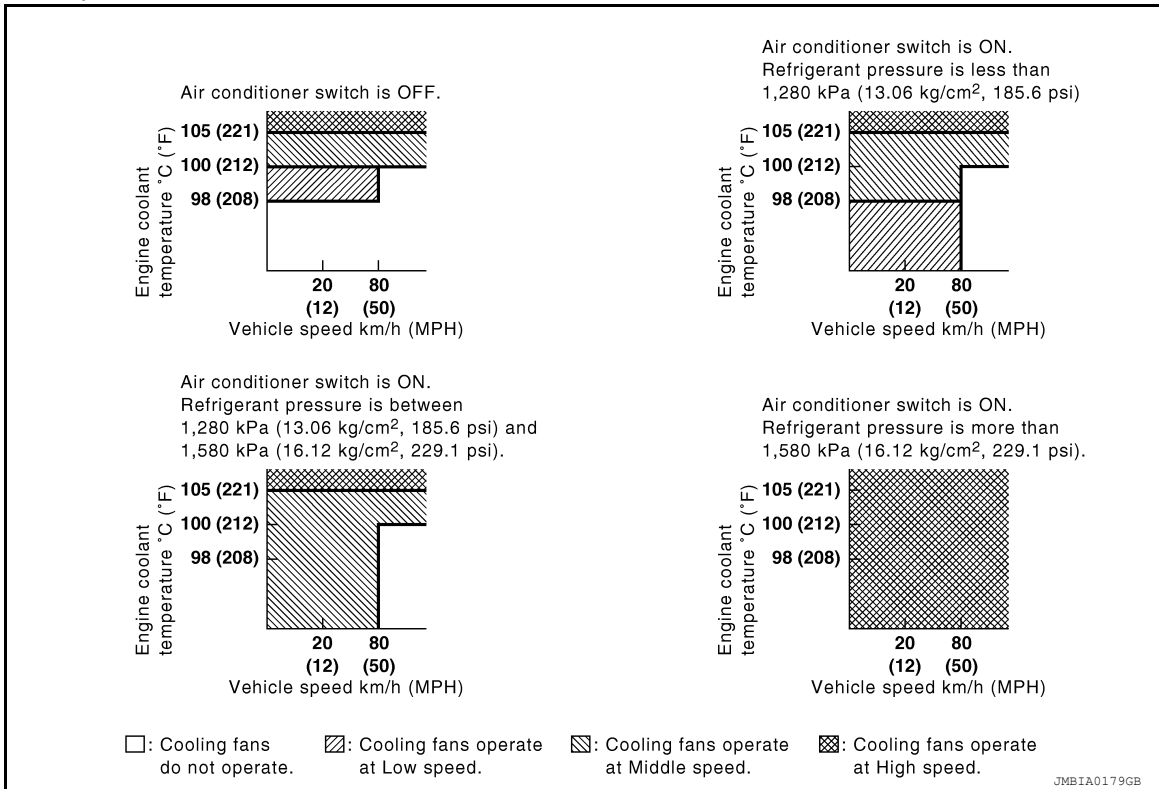 Air conditioner switch is OFF.
105 (221)
100 (212)
98 (208)
Engine coolant
temperature ˚C (˚F)
20
80
(12)
(50)
Vehicle speed km/h (MPH)
Air conditioner switch is ON.
Refrigerant pressure is less than
1,280 kPa (13.06 kg/cm², 185.6 psi)
105 (221)
100 (212)
98 (208)
Engine coolant
temperature ˚C (˚F)
20
80
(12)
(50)
Vehicle speed km/h (MPH)
Air conditioner switch is ON.
Refrigerant pressure is between
1,280 kPa (13.06 kg/cm², 185.6 psi) and
1,580 kPa (16.12 kg/cm², 229.1 psi).
105 (221)
100 (212)
98 (208)
Engine coolant
temperature ˚C (˚F)
20
80
(12)
(50)
Vehicle speed km/h (MPH)
Air conditioner switch is ON.
Refrigerant pressure is more than
1,580 kPa (16.12 kg/cm², 229.1 psi).
105 (221)
100 (212)
98 (208)
Engine coolant
temperature ˚C (˚F)
20
80
(12)
(50)
Vehicle speed km/h (MPH)
: Cooling fans
do not operate.
: Cooling fans operate
at Low speed.
: Cooling fans operate
at Middle speed.
: Cooling fans operate
at High speed.
JMBIA0179GB